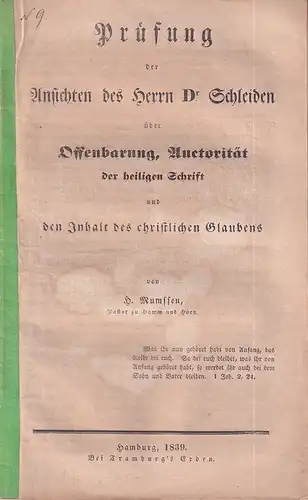 N 9.
Prüfung
der
Ansichten des Herrn Dr Schleiden
über
Offenbarung, Auctorität
der heiligen Schrift
und
den Inhalt des christlichen Glaubens
von
H. Mumssen,
Pastor zu Hamm und Horn.
Was Ihr nun gehöret habt von Anfang, das
bleibe bei euch. So bei euch bleibet, was ihr von
Anfang gehöret habt, so werdet ihr auch bei dem
Sohn und Vater bleiben. 1 Joh. 2. 24.
Hamburg, 1839.
Bei Tramburg's Erben.